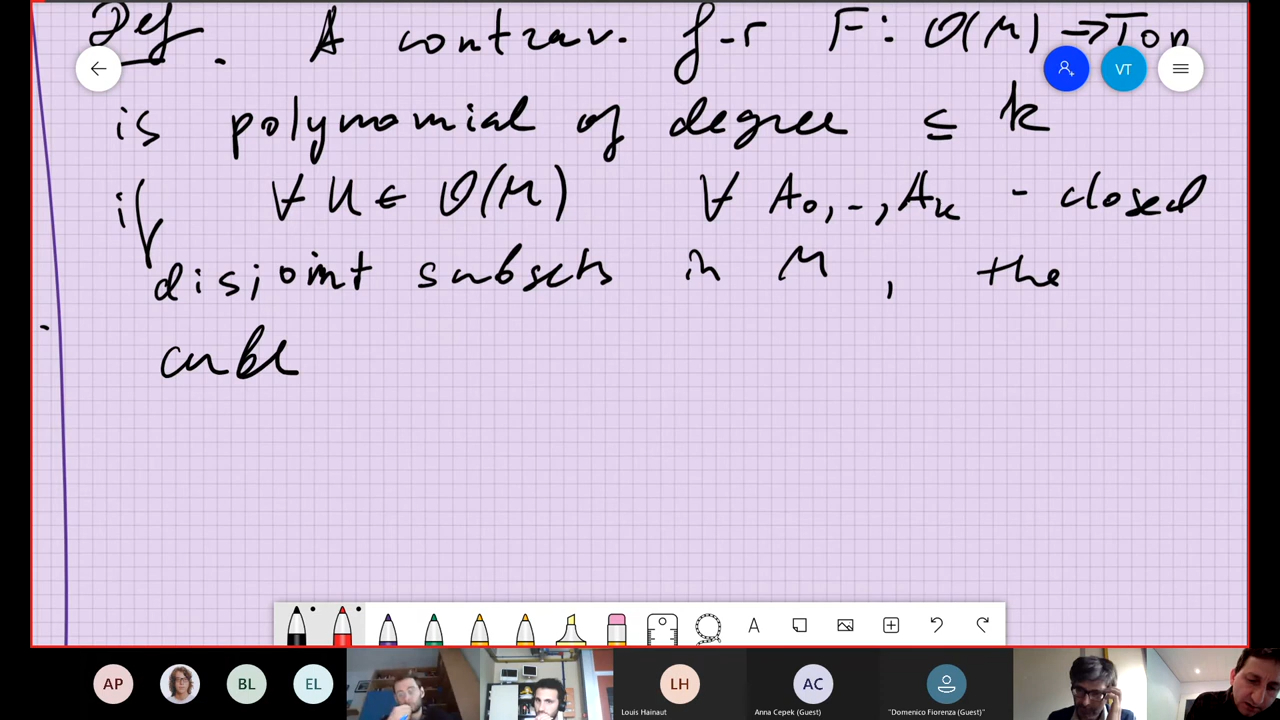 Def. A contrav. f-r F: O(M) → Top
is polynomial of degree ≤ k
if ∀ U ∈ O(M) ∀ A₀,..,Aₖ - closed
disjoint subsets in M, the
cube
VT
A
AP
BL
EL
LH
AC
Louis Hainaut
Anna Cepek (Guest)
"Domenico Fiorenza (Guest)"